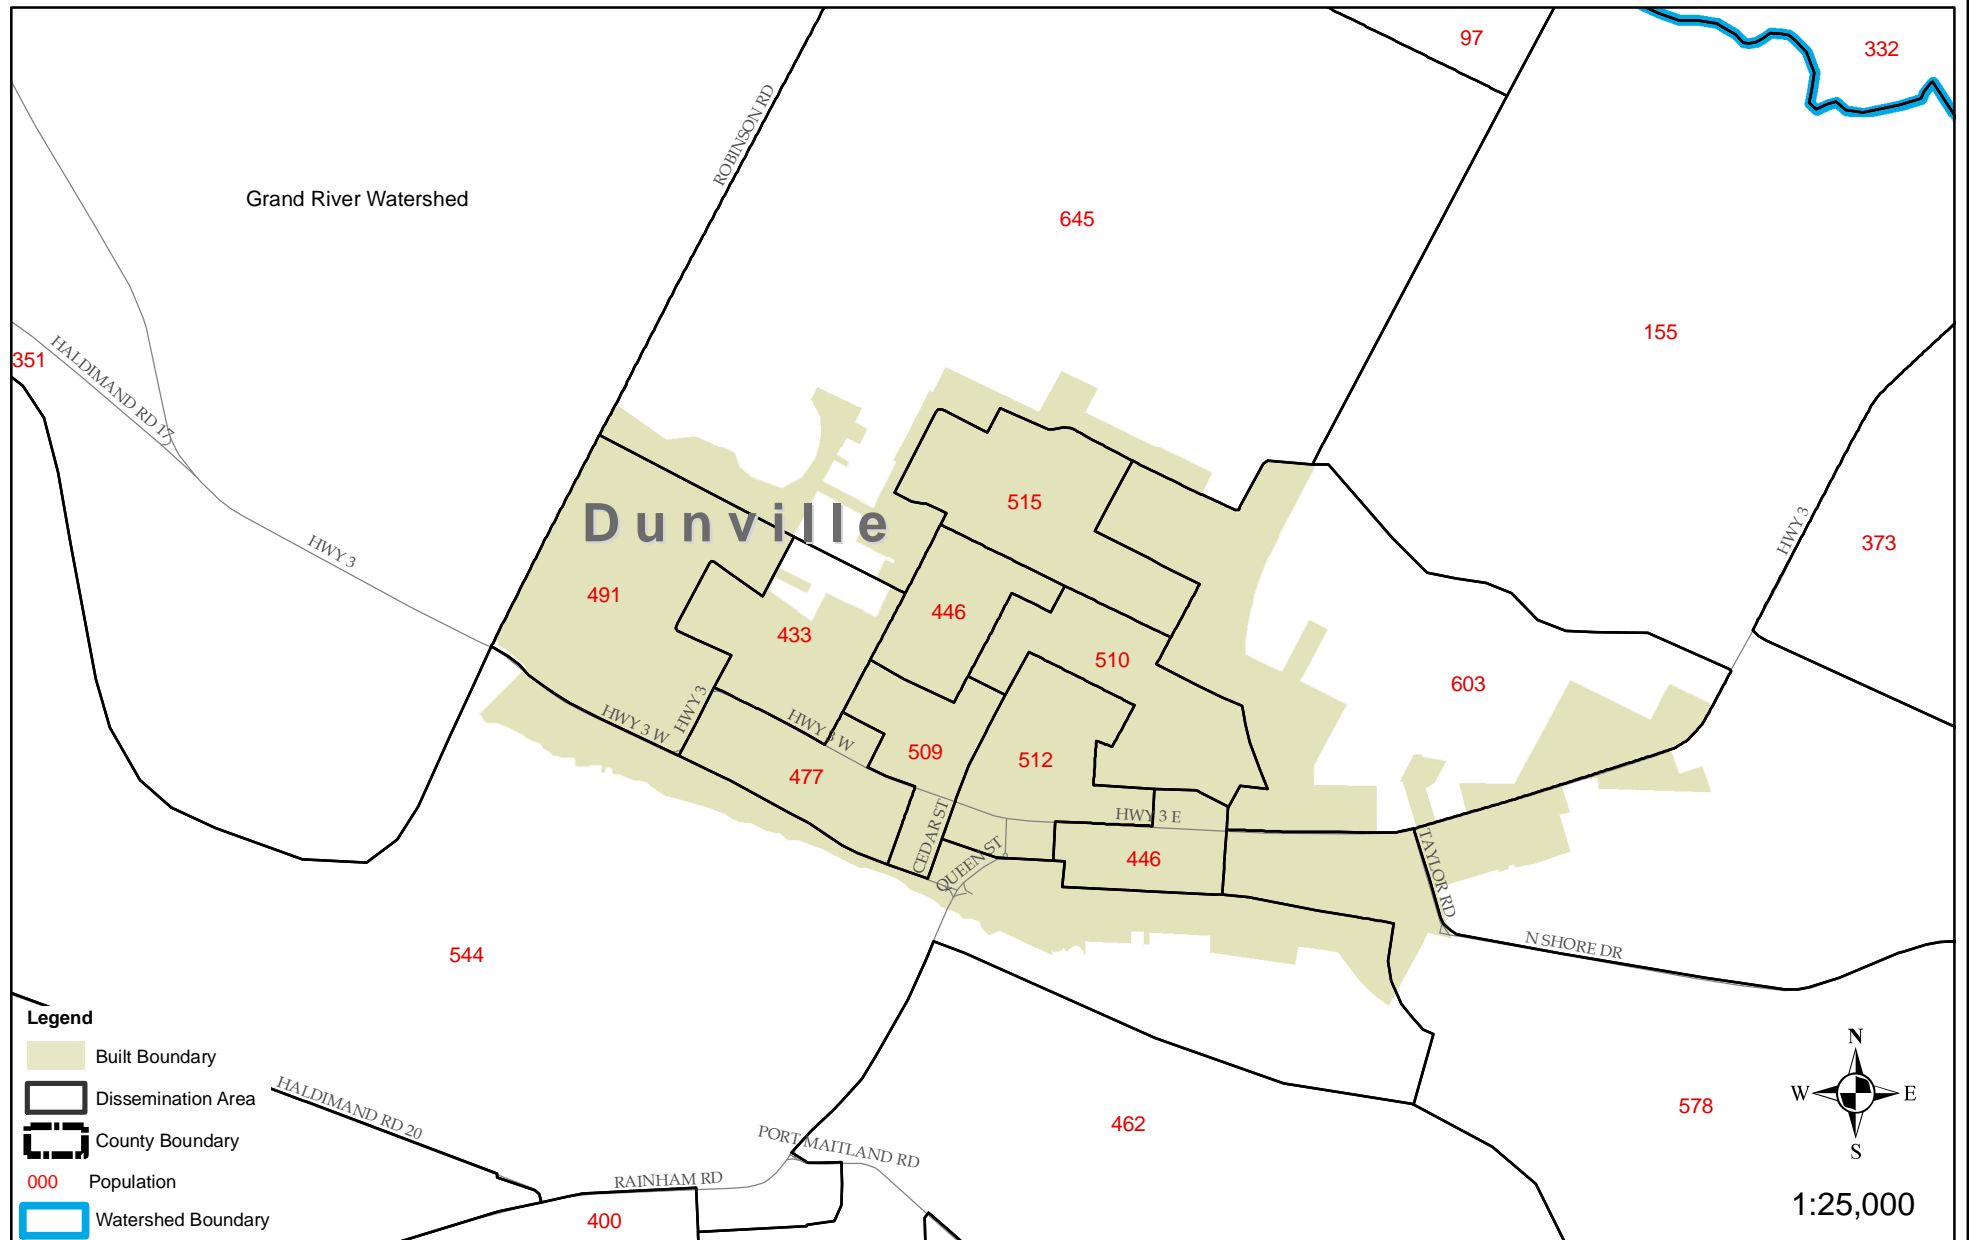 97
332
ROBINSON RD
Grand River Watershed
645
155
351
HALDIMAND RD 17
HWY 3
Dunville
515
HWY 3
373
491
446
433
510
603
HWY 3
HWY 3 W
HWY 3 W
509
512
477
HWY 3 E
CEDAR ST
QUEEN ST
446
TAYLOR RD
N SHORE DR
544
Legend
Built Boundary
Dissemination Area
County Boundary
000 Population
Watershed Boundary
HALDIMAND RD 20
PORT MAITLAND RD
RAINHAM RD
400
462
578
N
W E
S
1:25,000